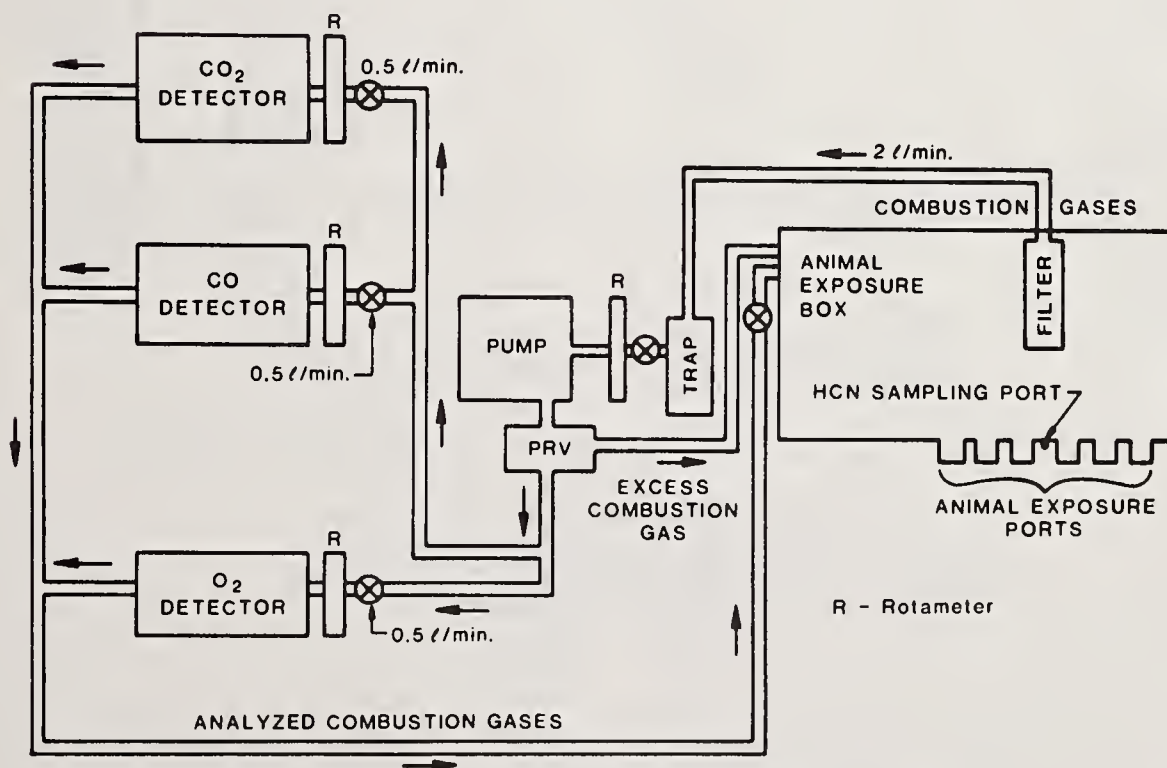 R
CO2
DETECTOR
0.5 ℓ/min.
R
CO
DETECTOR
0.5 ℓ/min.
R
O2
DETECTOR
0.5 ℓ/min.
2 ℓ/min.
COMBUSTION GASES
ANIMAL
EXPOSURE
BOX
FILTER
R
PUMP
TRAP
PRV
HCN SAMPLING PORT
EXCESS
COMBUSTION
GAS
ANIMAL EXPOSURE
PORTS
R - Rotameter
ANALYZED COMBUSTION GASES